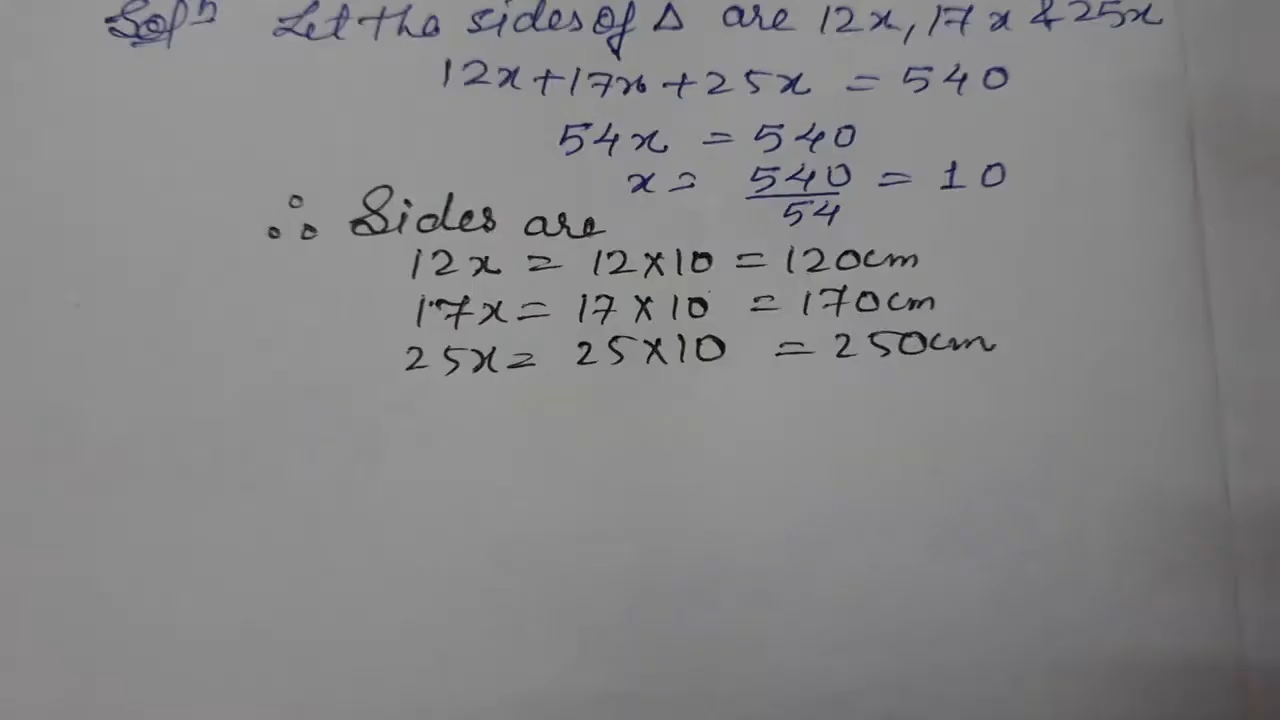 Solⁿ Let the sides of Δ are 12x, 17x & 25x
12x + 17x + 25x = 540
54x = 540
x = 540/54 = 10
∴ Sides are
12x = 12 × 10 = 120cm
17x = 17 × 10 = 170cm
25x = 25 × 10 = 250cm